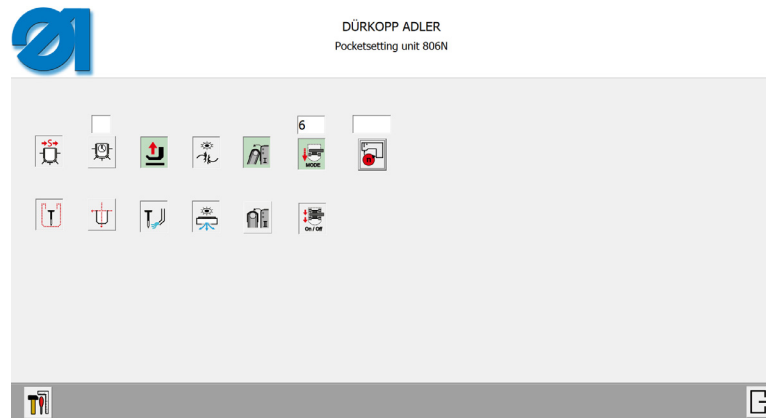 DÜRKOPP ADLER
Pocketsetting unit 806N
6
S
MODE
On / Off